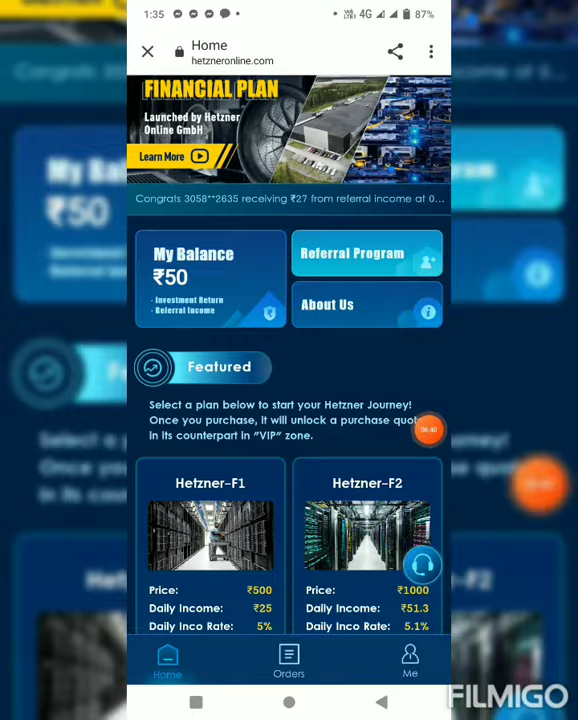 1:35
4G
87%
Home
hetzneronline.com
FINANCIAL PLAN
Launched by Hetzner
Online GmbH
Learn More
Congrats 3058**2635 receiving ₹27 from referral income at 0...
My Balance
₹50
· Investment Return
· Referral Income
Referral Program
About Us
Featured
Select a plan below to start your Hetzner Journey!
Once you purchase, it will unlock a purchase quot
in its counterpart in "VIP" zone.
06:40
Hetzner-F1
Hetzner-F2
Price: ₹500
Price: ₹1000
Daily Income: ₹25
Daily Income: ₹51.3
Daily Inco Rate: 5%
Daily Inco Rate: 5.1%
Home
Orders
Me
FILMIGO